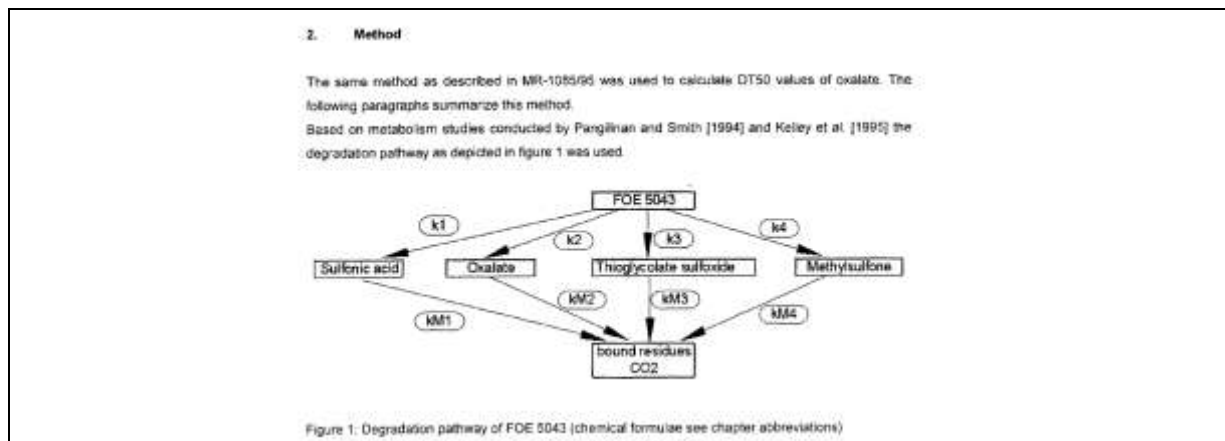 2. Method
The same method as described in MR-1085/95 was used to calculate DT50 values of oxalate. The
following paragraphs summarize this method.
Based on metabolism studies conducted by Pangilinan and Smith [1994] and Kelley et al. [1995] the
degradation pathway as depicted in figure 1 was used.
FOE 5043
k1
k2
k3
k4
Sulfonic acid
Oxalate
Thioglycolate sulfoxide
Methylsulfone
kM1
kM2
kM3
kM4
bound residues
CO2
Figure 1: Degradation pathway of FOE 5043 (chemical formulae see chapter abbreviations)